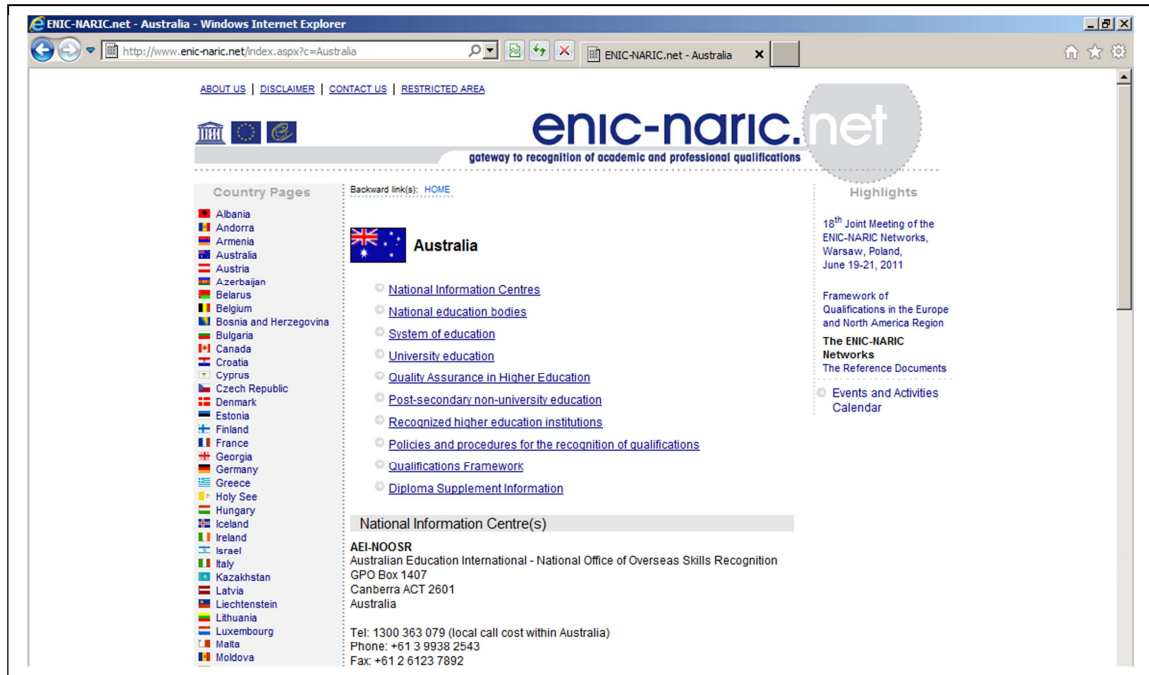 ENIC-NARIC.net - Australia - Windows Internet Explorer
http://www.enic-naric.net/index.aspx?c=Australia
ENIC-NARIC.net - Australia
ABOUT US | DISCLAIMER | CONTACT US | RESTRICTED AREA
enic-naric.net
gateway to recognition of academic and professional qualifications
Country Pages
Albania
Andorra
Armenia
Australia
Austria
Azerbaijan
Belarus
Belgium
Bosnia and Herzegovina
Bulgaria
Canada
Croatia
Cyprus
Czech Republic
Denmark
Estonia
Finland
France
Georgia
Germany
Greece
Holy See
Hungary
Iceland
Ireland
Israel
Italy
Kazakhstan
Latvia
Liechtenstein
Lithuania
Luxembourg
Malta
Moldova
Backward link(s): HOME
Australia
National Information Centres
National education bodies
System of education
University education
Quality Assurance in Higher Education
Post-secondary non-university education
Recognized higher education institutions
Policies and procedures for the recognition of qualifications
Qualifications Framework
Diploma Supplement Information
National Information Centre(s)
AEI-NOOSR
Australian Education International - National Office of Overseas Skills Recognition
GPO Box 1407
Canberra ACT 2601
Australia
Tel: 1300 363 079 (local call cost within Australia)
Phone: +61 3 9938 2543
Fax: +61 2 6123 7892
Highlights
18th Joint Meeting of the
ENIC-NARIC Networks,
Warsaw, Poland,
June 19-21, 2011
Framework of
Qualifications in the Europe
and North America Region
The ENIC-NARIC
Networks
The Reference Documents
Events and Activities
Calendar